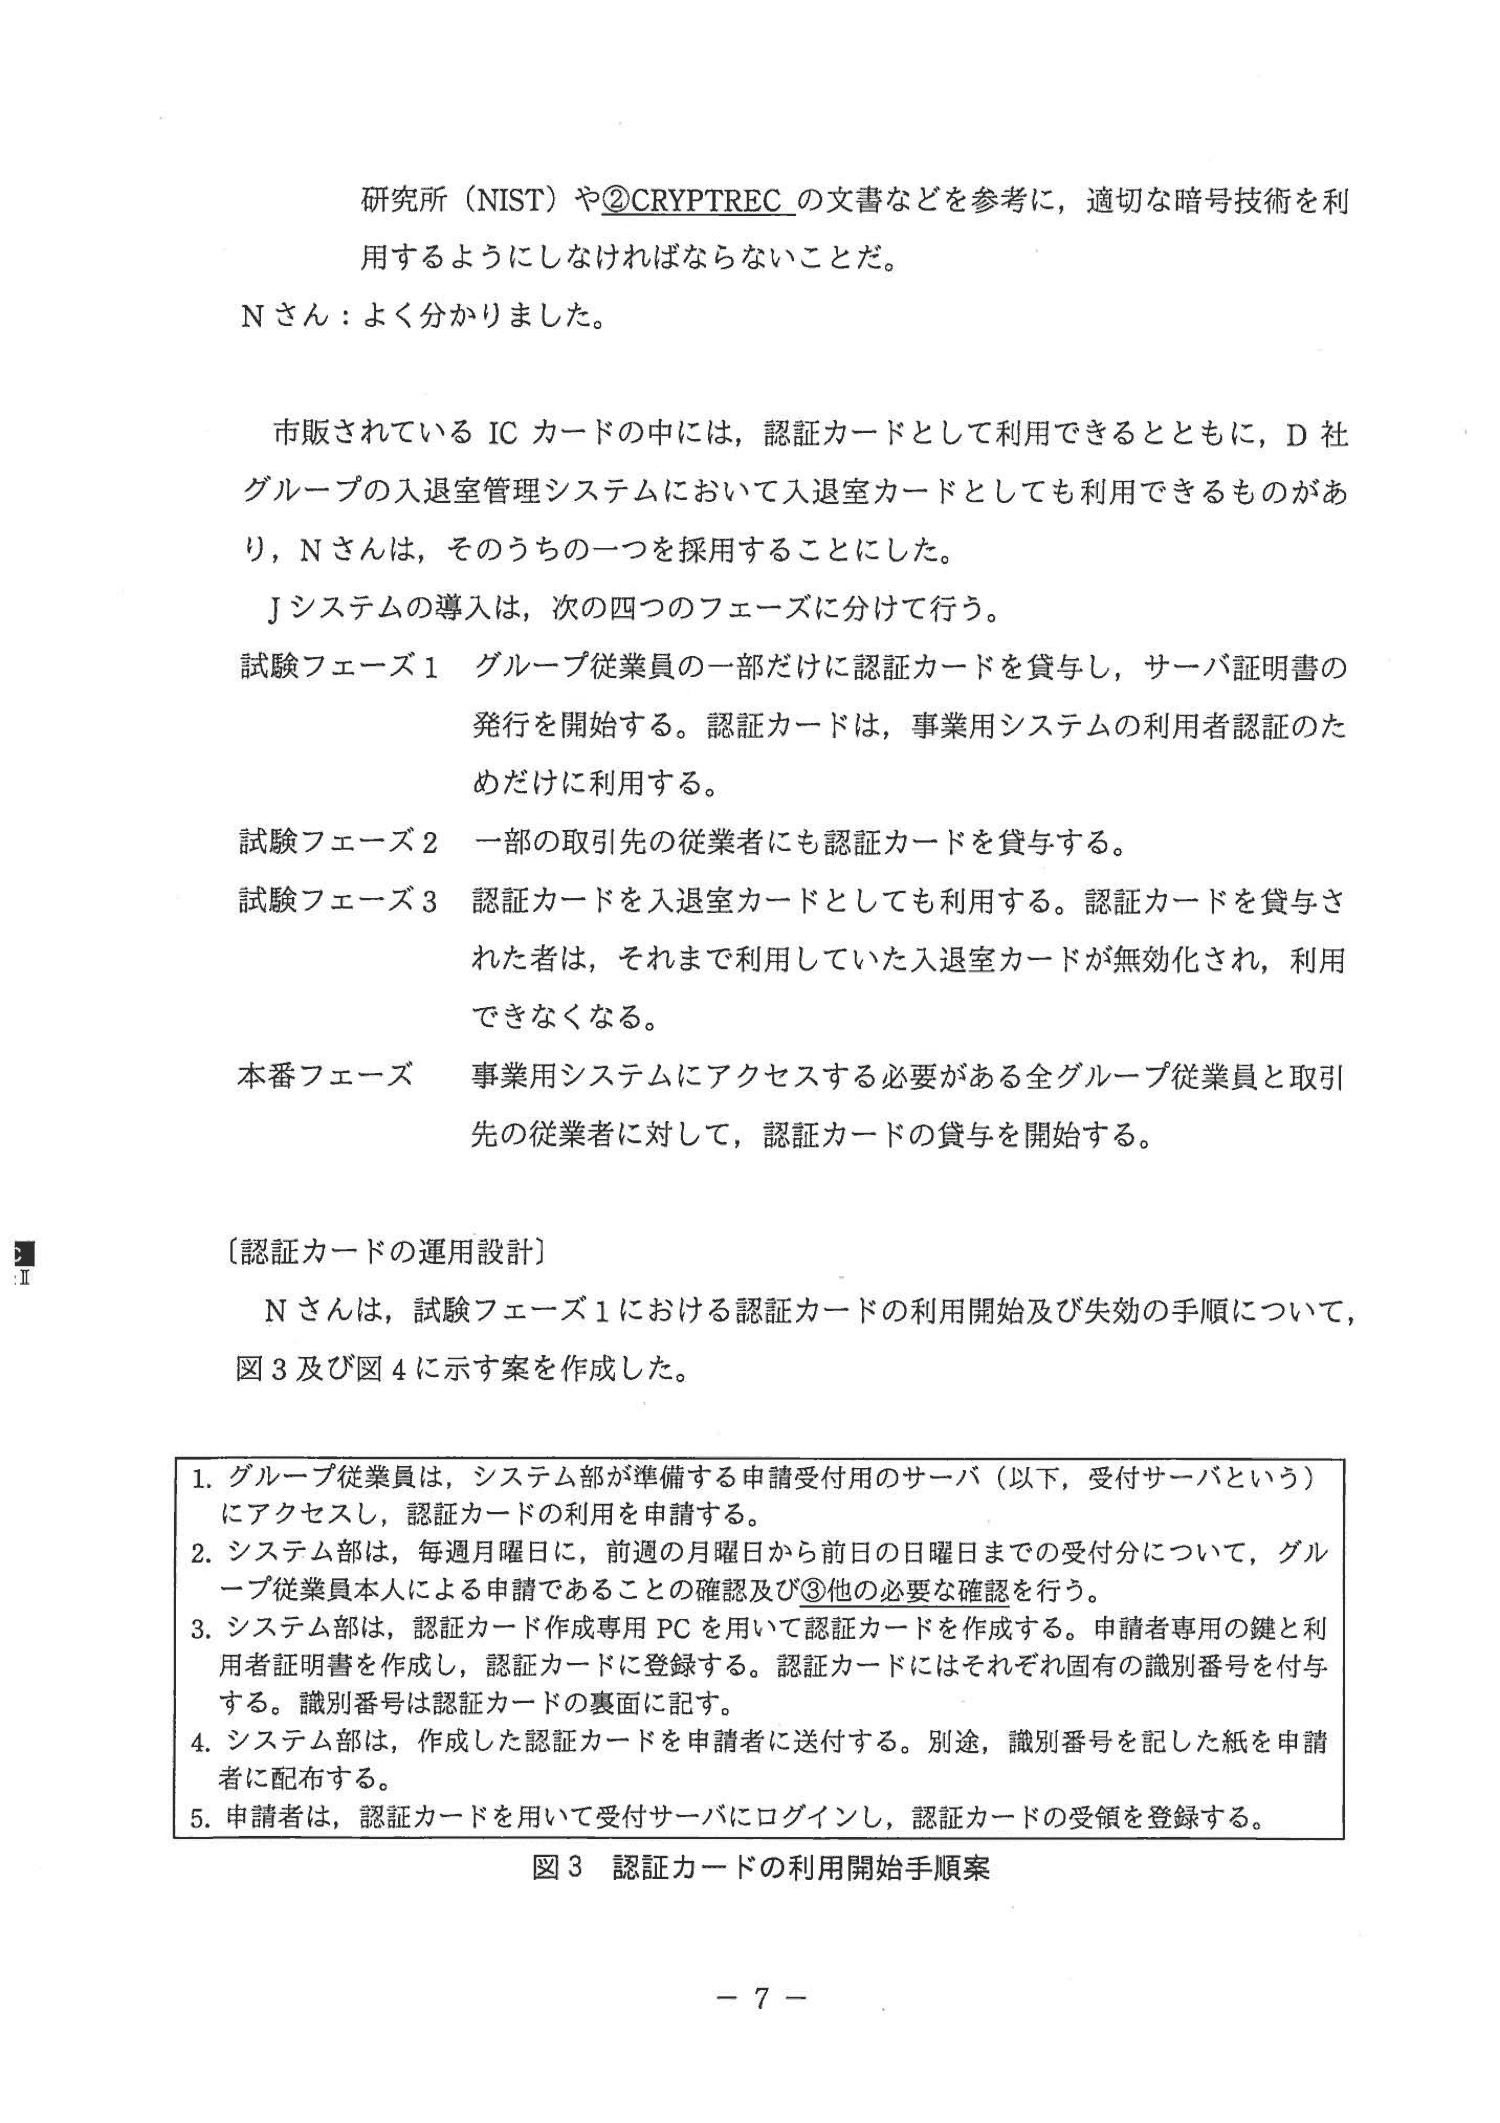 研究所（NIST）や②CRYPTREC の文書などを参考に，適切な暗号技術を利
用するようにしなければならないことだ。
N さん：よく分かりました。
市販されている IC カードの中には，認証カードとして利用できるとともに，D 社
グループの入退室管理システムにおいて入退室カードとしても利用できるものがあ
り，N さんは，そのうちの一つを採用することにした。
J システムの導入は，次の四つのフェーズに分けて行う。
試験フェーズ 1　グループ従業員の一部だけに認証カードを貸与し，サーバ証明書の
発行を開始する。認証カードは，事業用システムの利用者認証のた
めだけに利用する。
試験フェーズ 2　一部の取引先の従業者にも認証カードを貸与する。
試験フェーズ 3　認証カードを入退室カードとしても利用する。認証カードを貸与さ
れた者は，それまで利用していた入退室カードが無効化され，利用
できなくなる。
本番フェーズ　事業用システムにアクセスする必要がある全グループ従業員と取引
先の従業者に対して，認証カードの貸与を開始する。
〔認証カードの運用設計〕
N さんは，試験フェーズ 1 における認証カードの利用開始及び失効の手順について，
図 3 及び図 4 に示す案を作成した。
1. グループ従業員は，システム部が準備する申請受付用のサーバ（以下，受付サーバという）
にアクセスし，認証カードの利用を申請する。
2. システム部は，毎週月曜日に，前週の月曜日から前日の日曜日までの受付分について，グル
ープ従業員本人による申請であることの確認及び③他の必要な確認を行う。
3. システム部は，認証カード作成専用 PC を用いて認証カードを作成する。申請者専用の鍵と利
用者証明書を作成し，認証カードに登録する。認証カードにはそれぞれ固有の識別番号を付与
する。識別番号は認証カードの裏面に記す。
4. システム部は，作成した認証カードを申請者に送付する。別途，識別番号を記した紙を申請
者に配布する。
5. 申請者は，認証カードを用いて受付サーバにログインし，認証カードの受領を登録する。
図 3　認証カードの利用開始手順案
－ 7 －